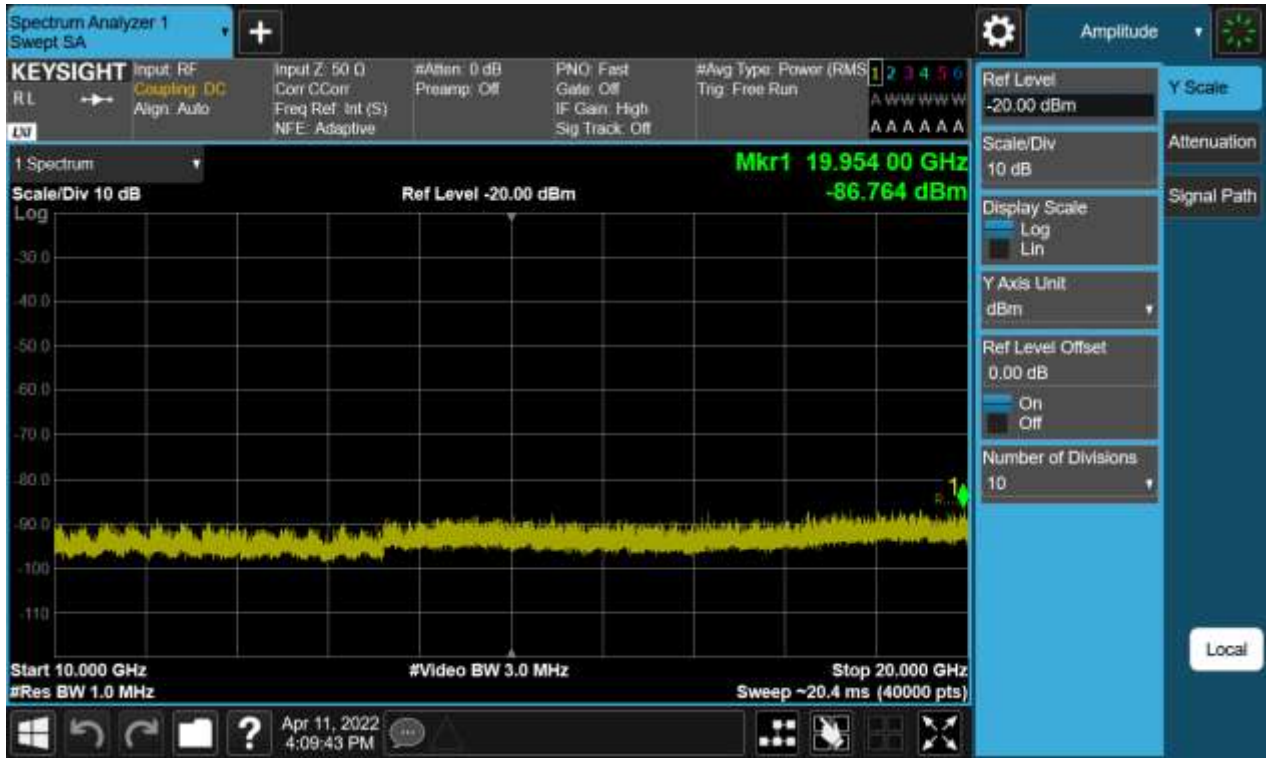 Spectrum Analyzer 1
Swept SA
+
Amplitude
KEYSIGHT
RL
LXI
Input: RF
Coupling: DC
Align: Auto
Input Z: 50 Ω
Corr CCorr
Freq Ref: Int (S)
NFE: Adaptive
#Atten: 0 dB
Preamp: Off
PNO: Fast
Gate: Off
IF Gain: High
Sig Track: Off
#Avg Type: Power (RMS
Trig: Free Run
1 2 3 4 5 6
A W W W W W
A A A A A A
1 Spectrum
Mkr1 19.954 00 GHz
Scale/Div 10 dB
Ref Level -20.00 dBm
-86.764 dBm
Log
-30.0
-40.0
-50.0
-60.0
-70.0
-80.0
-90.0
-100
-110
1
Start 10.000 GHz
#Video BW 3.0 MHz
Stop 20.000 GHz
#Res BW 1.0 MHz
Sweep ~20.4 ms (40000 pts)
?
Apr 11, 2022
4:09:43 PM
Ref Level
-20.00 dBm
Scale/Div
10 dB
Display Scale
Log
Lin
Y Axis Unit
dBm
Ref Level Offset
0.00 dB
On
Off
Number of Divisions
10
Y Scale
Attenuation
Signal Path
Local